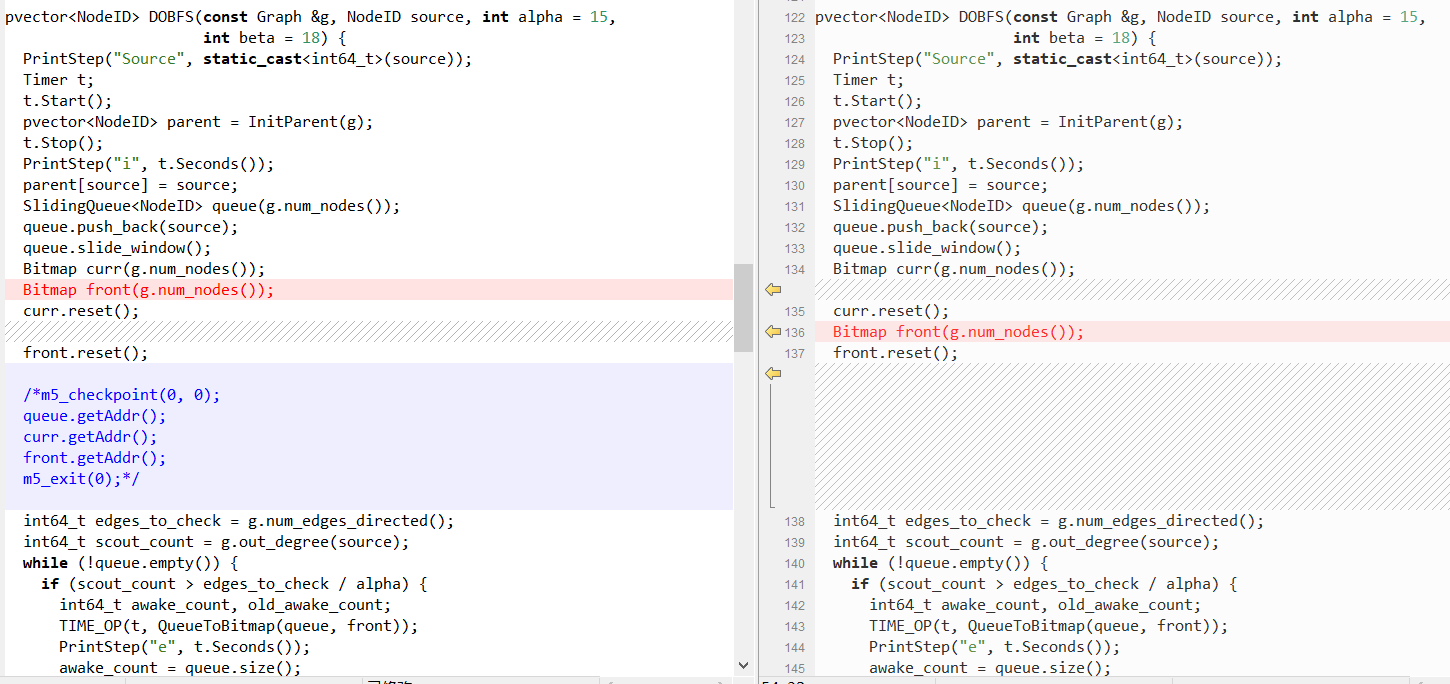 pvector<NodeID> DOBFS(const Graph &g, NodeID source, int alpha = 15,
int beta = 18) {
PrintStep("Source", static_cast<int64_t>(source));
Timer t;
t.Start();
pvector<NodeID> parent = InitParent(g);
t.Stop();
PrintStep("i", t.Seconds());
parent[source] = source;
SlidingQueue<NodeID> queue(g.num_nodes());
queue.push_back(source);
queue.slide_window();
Bitmap curr(g.num_nodes());
Bitmap front(g.num_nodes());
curr.reset();
front.reset();
/*m5_checkpoint(0, 0);
queue.getAddr();
curr.getAddr();
front.getAddr();
m5_exit(0);*/
int64_t edges_to_check = g.num_edges_directed();
int64_t scout_count = g.out_degree(source);
while (!queue.empty()) {
if (scout_count > edges_to_check / alpha) {
int64_t awake_count, old_awake_count;
TIME_OP(t, QueueToBitmap(queue, front));
PrintStep("e", t.Seconds());
awake_count = queue.size();
122 pvector<NodeID> DOBFS(const Graph &g, NodeID source, int alpha = 15,
123 int beta = 18) {
124 PrintStep("Source", static_cast<int64_t>(source));
125 Timer t;
126 t.Start();
127 pvector<NodeID> parent = InitParent(g);
128 t.Stop();
129 PrintStep("i", t.Seconds());
130 parent[source] = source;
131 SlidingQueue<NodeID> queue(g.num_nodes());
132 queue.push_back(source);
133 queue.slide_window();
134 Bitmap curr(g.num_nodes());
135 curr.reset();
136 Bitmap front(g.num_nodes());
137 front.reset();
138 int64_t edges_to_check = g.num_edges_directed();
139 int64_t scout_count = g.out_degree(source);
140 while (!queue.empty()) {
141 if (scout_count > edges_to_check / alpha) {
142 int64_t awake_count, old_awake_count;
143 TIME_OP(t, QueueToBitmap(queue, front));
144 PrintStep("e", t.Seconds());
145 awake_count = queue.size();